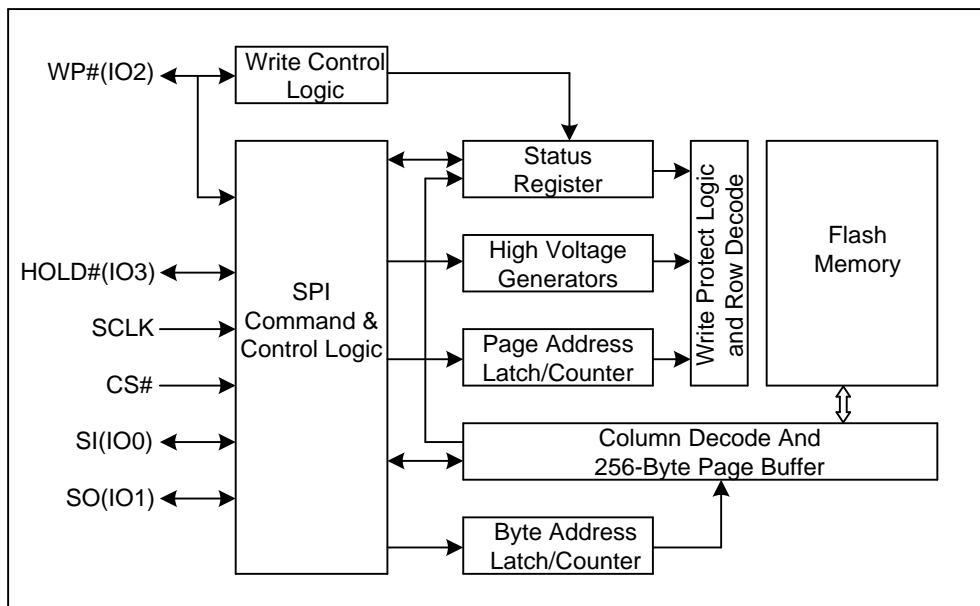 WP#(IO2)
Write Control
Logic
HOLD#(IO3)
SCLK
CS#
SI(IO0)
SO(IO1)
SPI
Command &
Control Logic
Status
Register
High Voltage
Generators
Page Address
Latch/Counter
Write Protect Logic
and Row Decode
Flash
Memory
Column Decode And
256-Byte Page Buffer
Byte Address
Latch/Counter